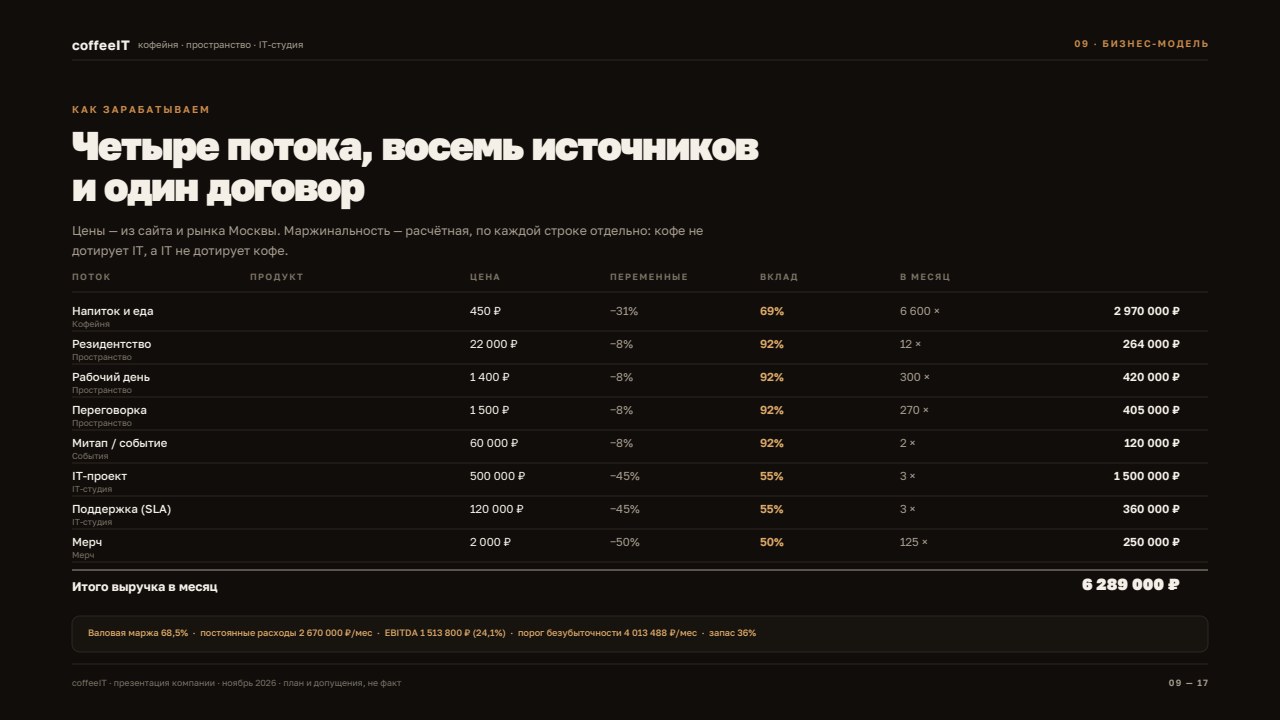 coffeeIT кофейня · пространство · IT-студия
09 · БИЗНЕС-МОДЕЛЬ
КАК ЗАРАБАТЫВАЕМ
Четыре потока, восемь источников
и один договор
Цены — из сайта и рынка Москвы. Маржинальность — расчётная, по каждой строке отдельно: кофе не
дотирует IT, а IT не дотирует кофе.
ПОТОК ПРОДУКТ ЦЕНА ПЕРЕМЕННЫЕ ВКЛАД В МЕСЯЦ
Напиток и еда 450 ₽ −31% 69% 6 600 × 2 970 000 ₽
Кофейня
Резидентство 22 000 ₽ −8% 92% 12 × 264 000 ₽
Пространство
Рабочий день 1 400 ₽ −8% 92% 300 × 420 000 ₽
Пространство
Переговорка 1 500 ₽ −8% 92% 270 × 405 000 ₽
Пространство
Митап / событие 60 000 ₽ −8% 92% 2 × 120 000 ₽
События
IT-проект 500 000 ₽ −45% 55% 3 × 1 500 000 ₽
IT-студия
Поддержка (SLA) 120 000 ₽ −45% 55% 3 × 360 000 ₽
IT-студия
Мерч 2 000 ₽ −50% 50% 125 × 250 000 ₽
Мерч
Итого выручка в месяц 6 289 000 ₽
Валовая маржа 68,5% · постоянные расходы 2 670 000 ₽/мес · EBITDA 1 513 800 ₽ (24,1%) · порог безубыточности 4 013 488 ₽/мес · запас 36%
coffeeIT · презентация компании · ноябрь 2026 · план и допущения, не факт
09 — 17